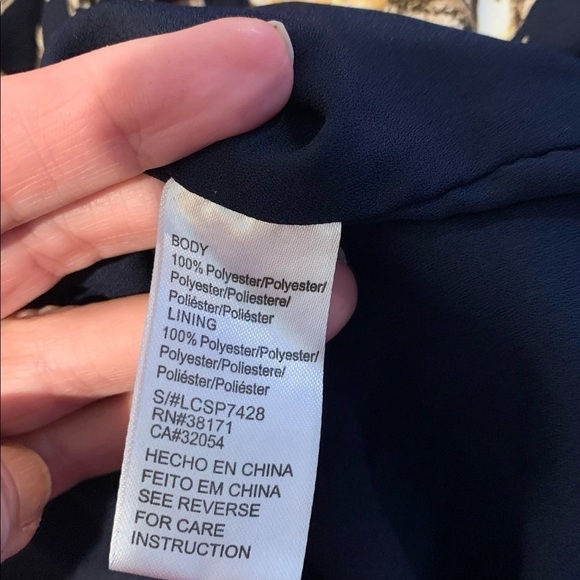 BODY
100% Polyester/Polyester/
Polyester/Poliestere/
Poliéster/Poliéster
LINING
100% Polyester/Polyester/
Polyester/Poliestere/
Poliéster/Poliéster
S/#LCSP7428
RN#38171
CA#32054
HECHO EN CHINA
FEITO EM CHINA
SEE REVERSE
FOR CARE
INSTRUCTION